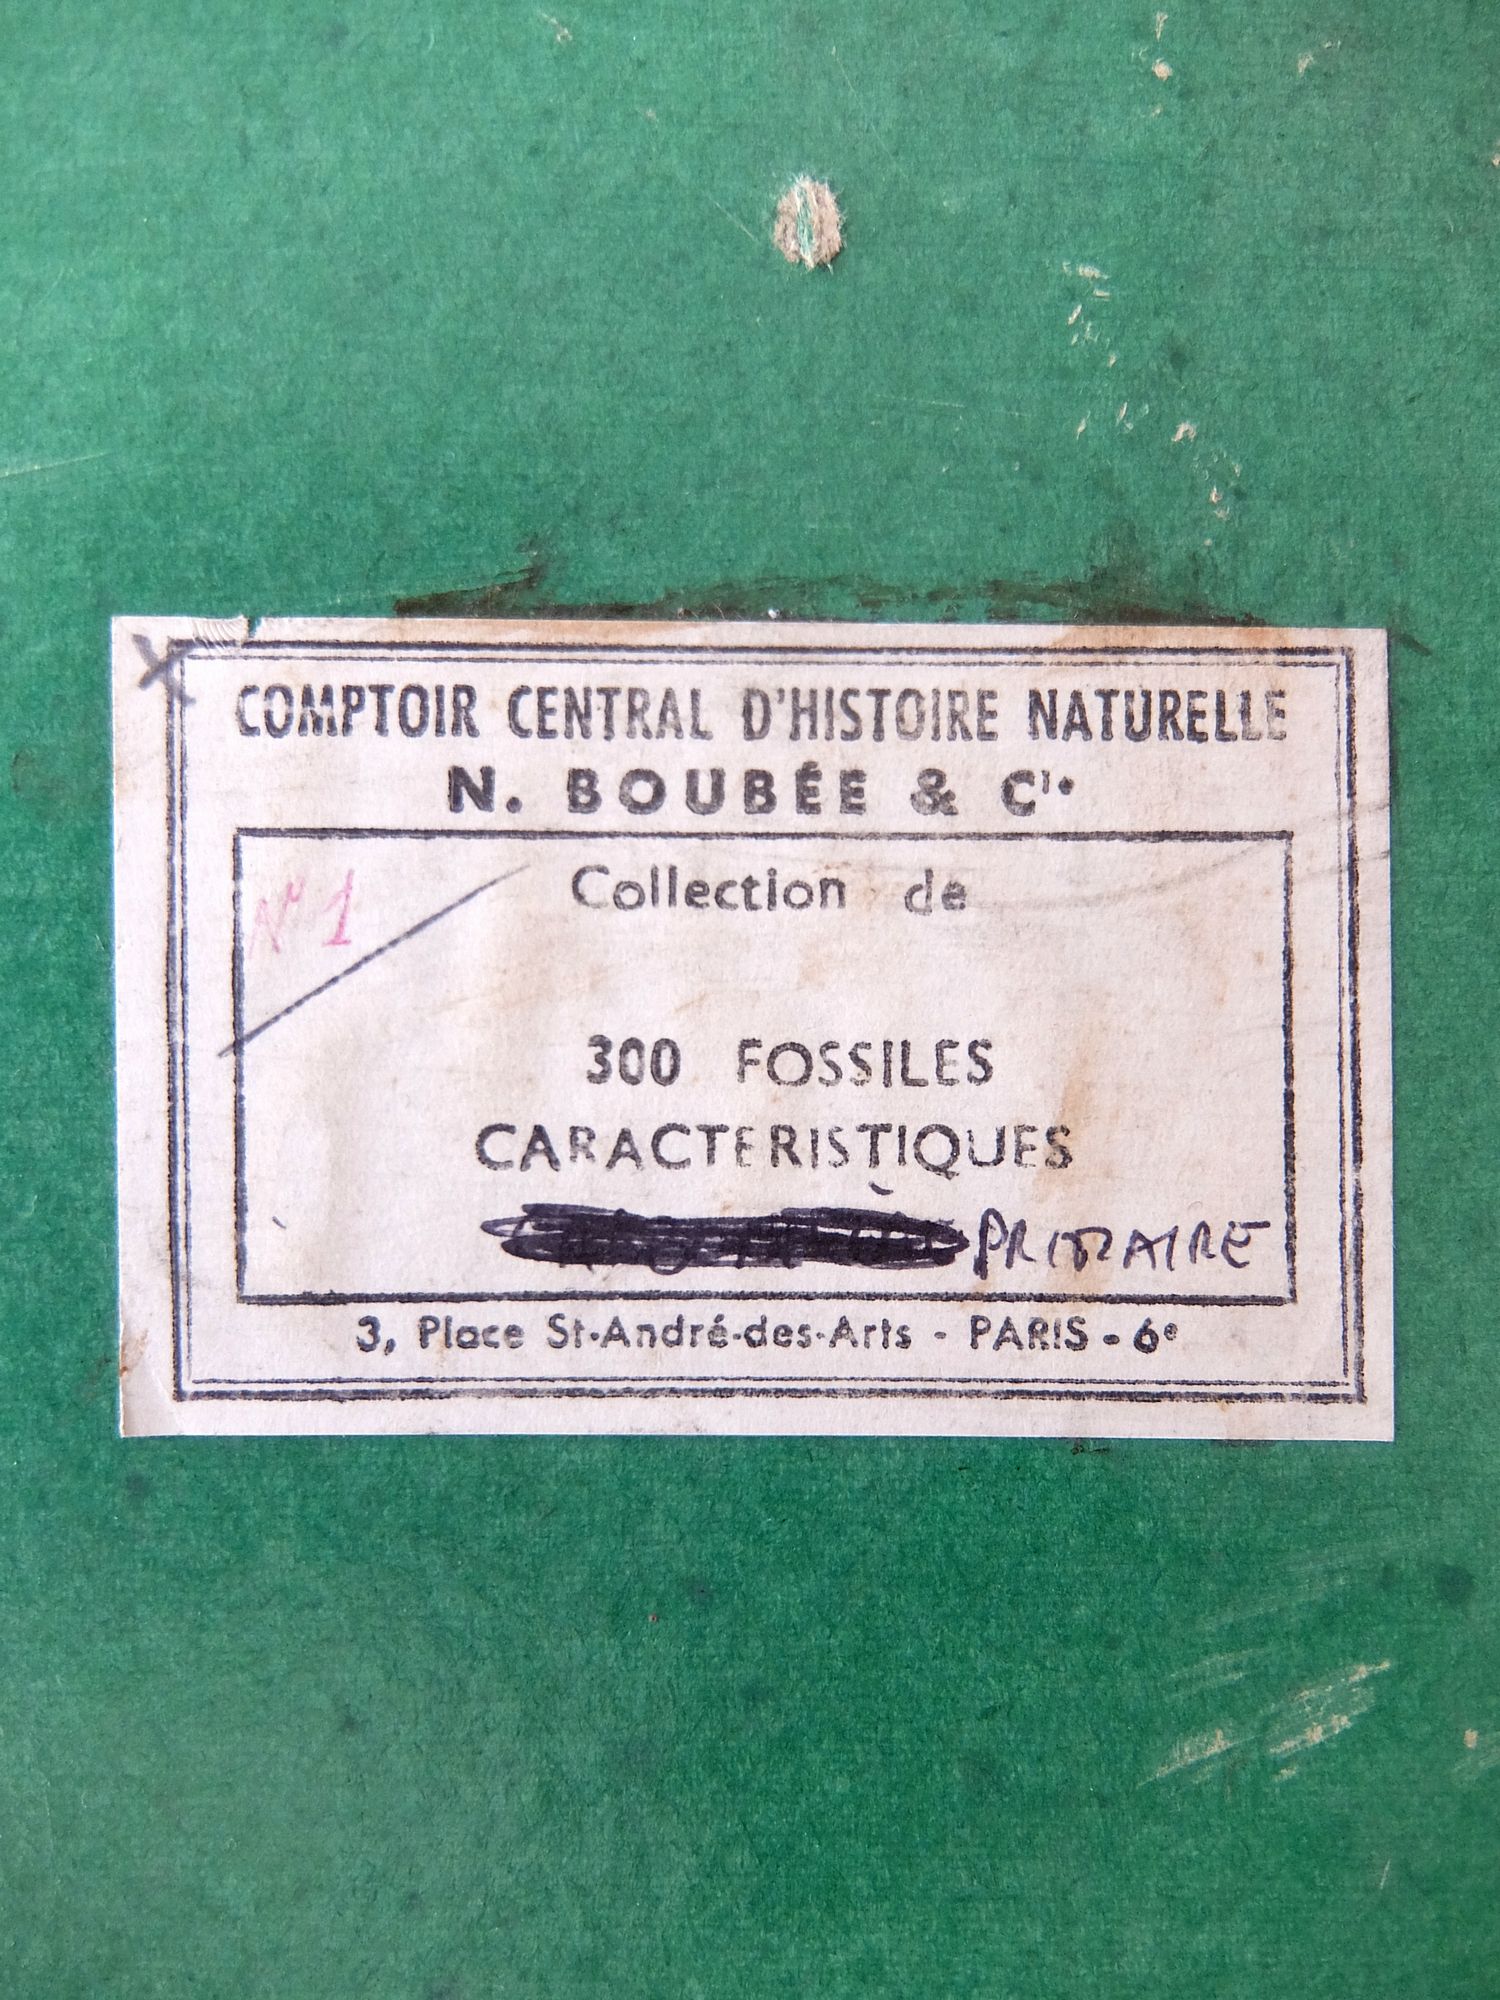 COMPTOIR CENTRAL D'HISTOIRE NATURELLE
N. BOUBÉE & Cie
N° 1
Collection de
300 FOSSILES
CARACTERISTIQUES
PRIMAIRE
3, Place St-André-des-Arts - PARIS - 6e